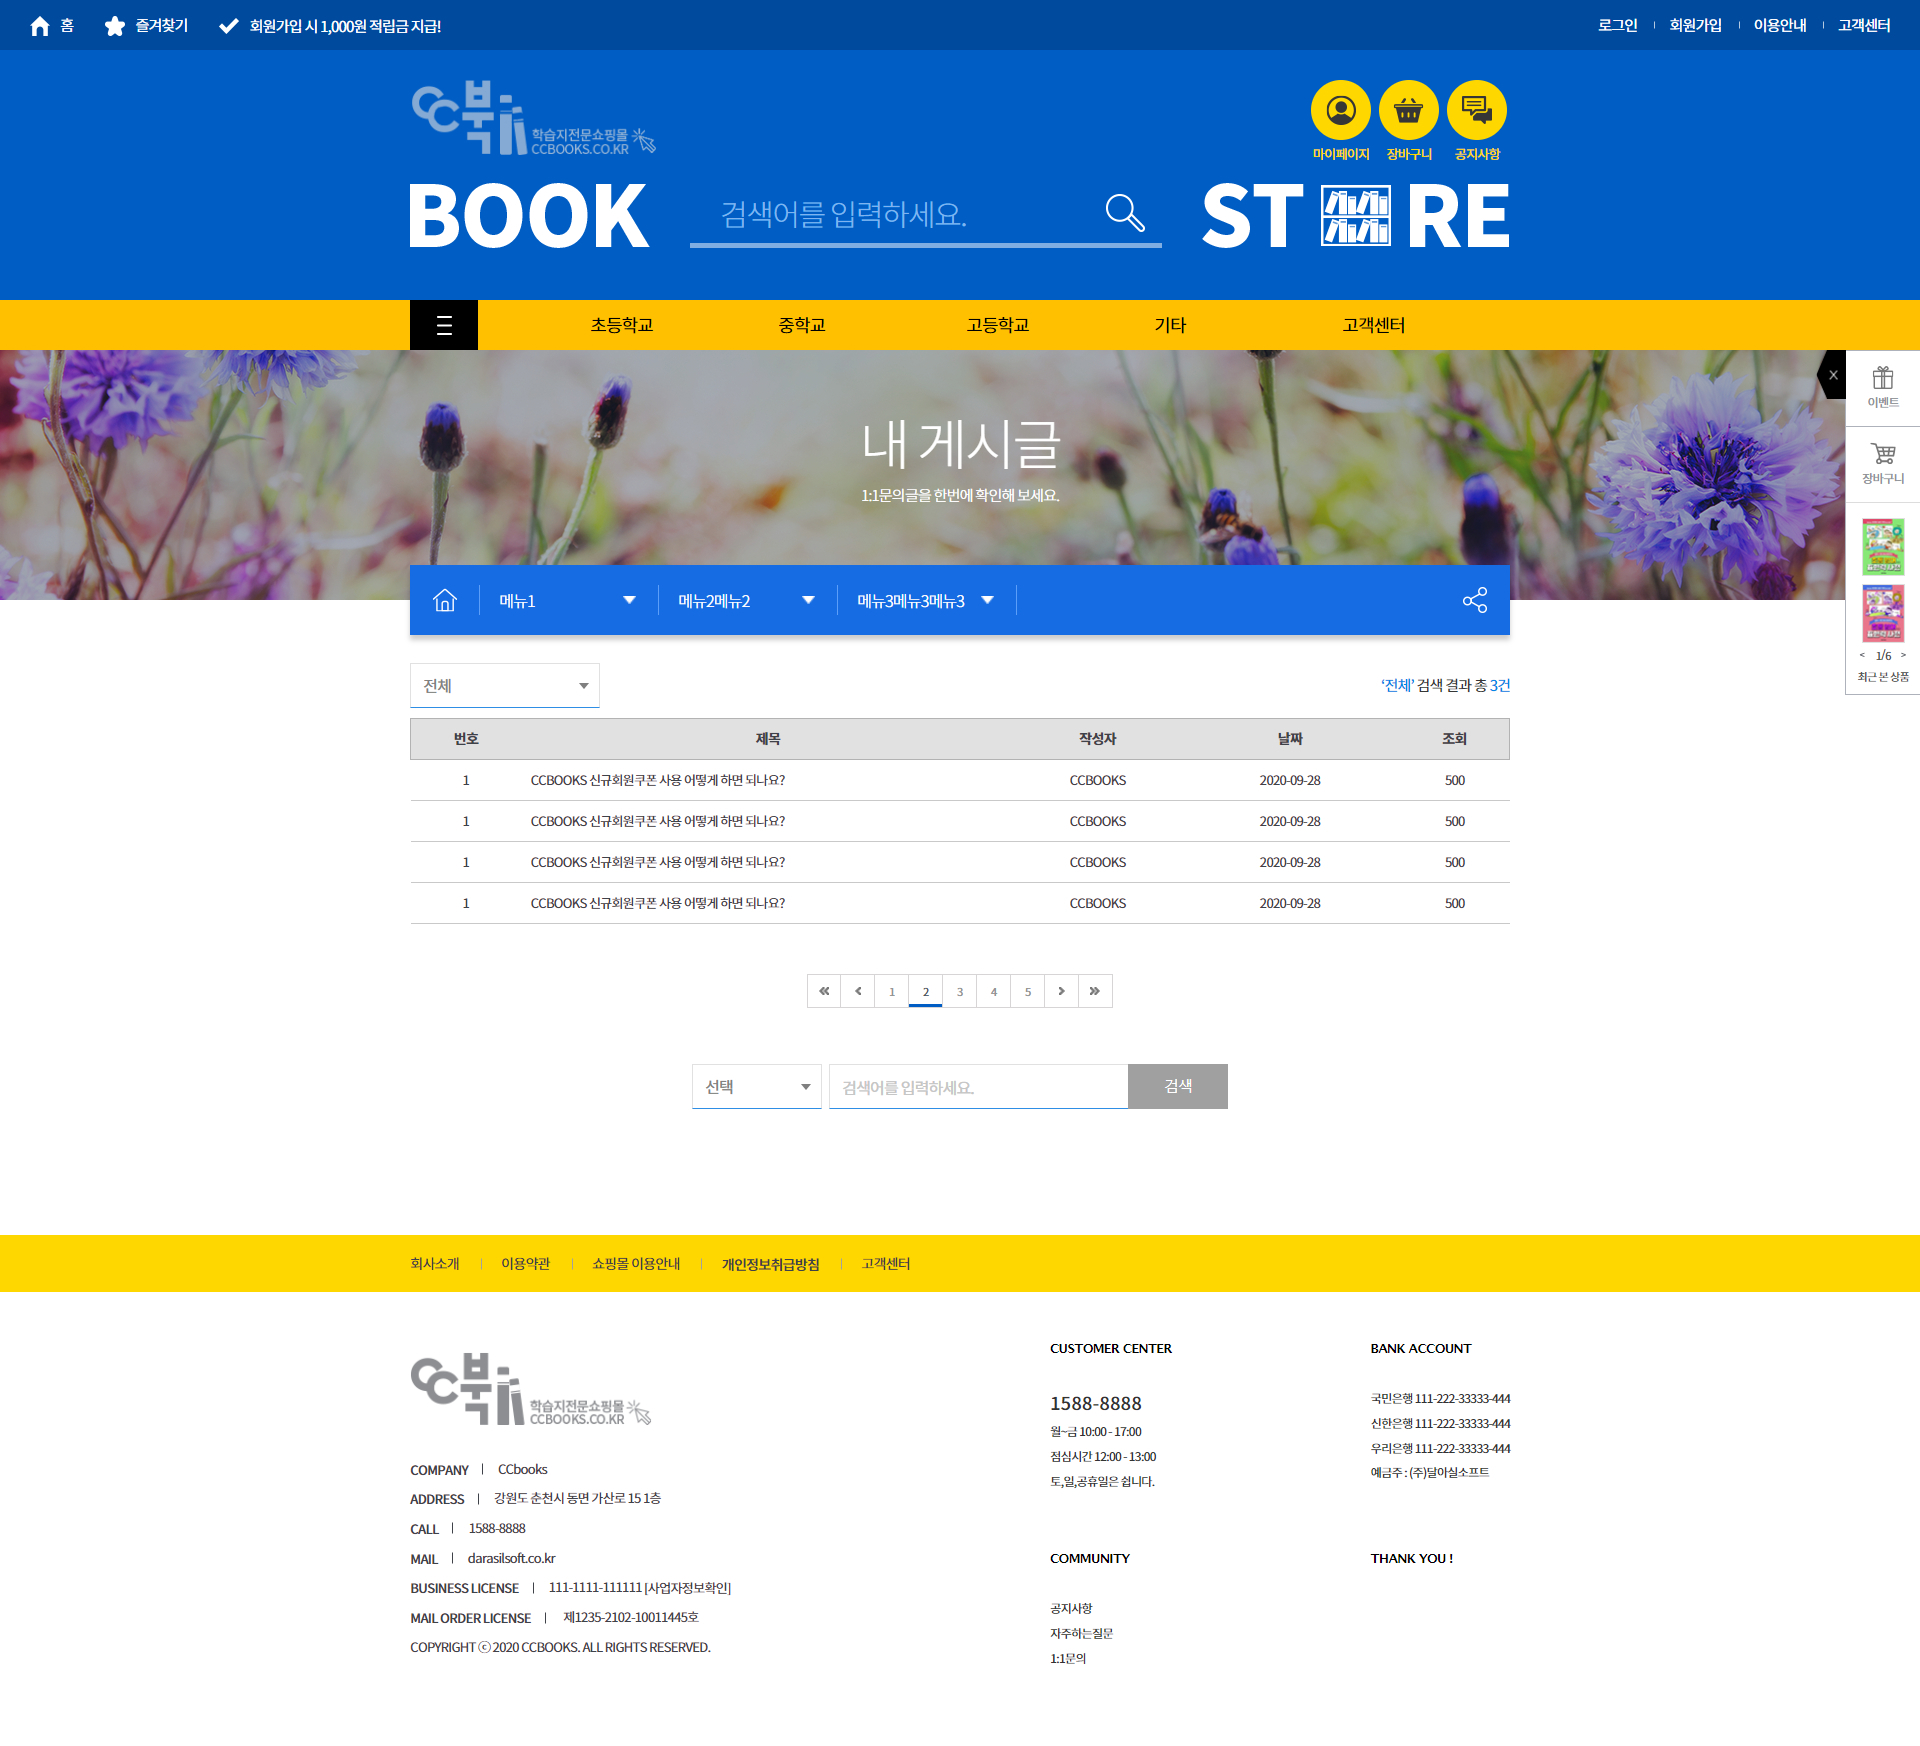 홈 즐겨찾기 회원가입 시 1,000원 적립금 지급!
로그인 회원가입 이용안내 고객센터
CC북
학습지전문쇼핑몰
CCBOOKS.CO.KR
마이페이지 장바구니 공지사항
BOOK 검색어를 입력하세요. ST RE
초등학교 중학교 고등학교 기타 고객센터
X
내 게시글
1:1문의글을 한번에 확인해 보세요.
이벤트
장바구니
< 1/6 >
최근 본 상품
메뉴1 메뉴2메뉴2 메뉴3메뉴3메뉴3
전체
‘전체’ 검색 결과 총 3건
번호 제목 작성자 날짜 조회
1 CCBOOKS 신규회원쿠폰 사용 어떻게 하면 되나요? CCBOOKS 2020-09-28 500
1 CCBOOKS 신규회원쿠폰 사용 어떻게 하면 되나요? CCBOOKS 2020-09-28 500
1 CCBOOKS 신규회원쿠폰 사용 어떻게 하면 되나요? CCBOOKS 2020-09-28 500
1 CCBOOKS 신규회원쿠폰 사용 어떻게 하면 되나요? CCBOOKS 2020-09-28 500
1 2 3 4 5
선택 검색어를 입력하세요. 검색
회사소개 이용약관 쇼핑몰 이용안내 개인정보취급방침 고객센터
CC북
학습지전문쇼핑몰
CCBOOKS.CO.KR
COMPANY | CCbooks
ADDRESS | 강원도 춘천시 동면 가산로 15 1층
CALL | 1588-8888
MAIL | darasilsoft.co.kr
BUSINESS LICENSE | 111-1111-111111 [사업자정보확인]
MAIL ORDER LICENSE | 제1235-2102-10011445호
COPYRIGHT ⓒ 2020 CCBOOKS. ALL RIGHTS RESERVED.
CUSTOMER CENTER
1588-8888
월~금 10:00 - 17:00
점심시간 12:00 - 13:00
토,일,공휴일은 쉽니다.
BANK ACCOUNT
국민은행 111-222-33333-444
신한은행 111-222-33333-444
우리은행 111-222-33333-444
예금주 : (주)달아실소프트
COMMUNITY
공지사항
자주하는질문
1:1문의
THANK YOU !